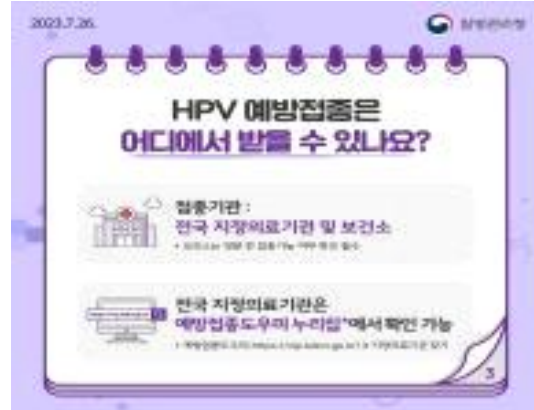 2023.7.26.
질병관리청
HPV 예방접종은
어디에서 받을 수 있나요?
접종기관 :
전국 지정의료기관 및 보건소
전국 지정의료기관은
예방접종도우미 누리집*에서 확인 가능
3